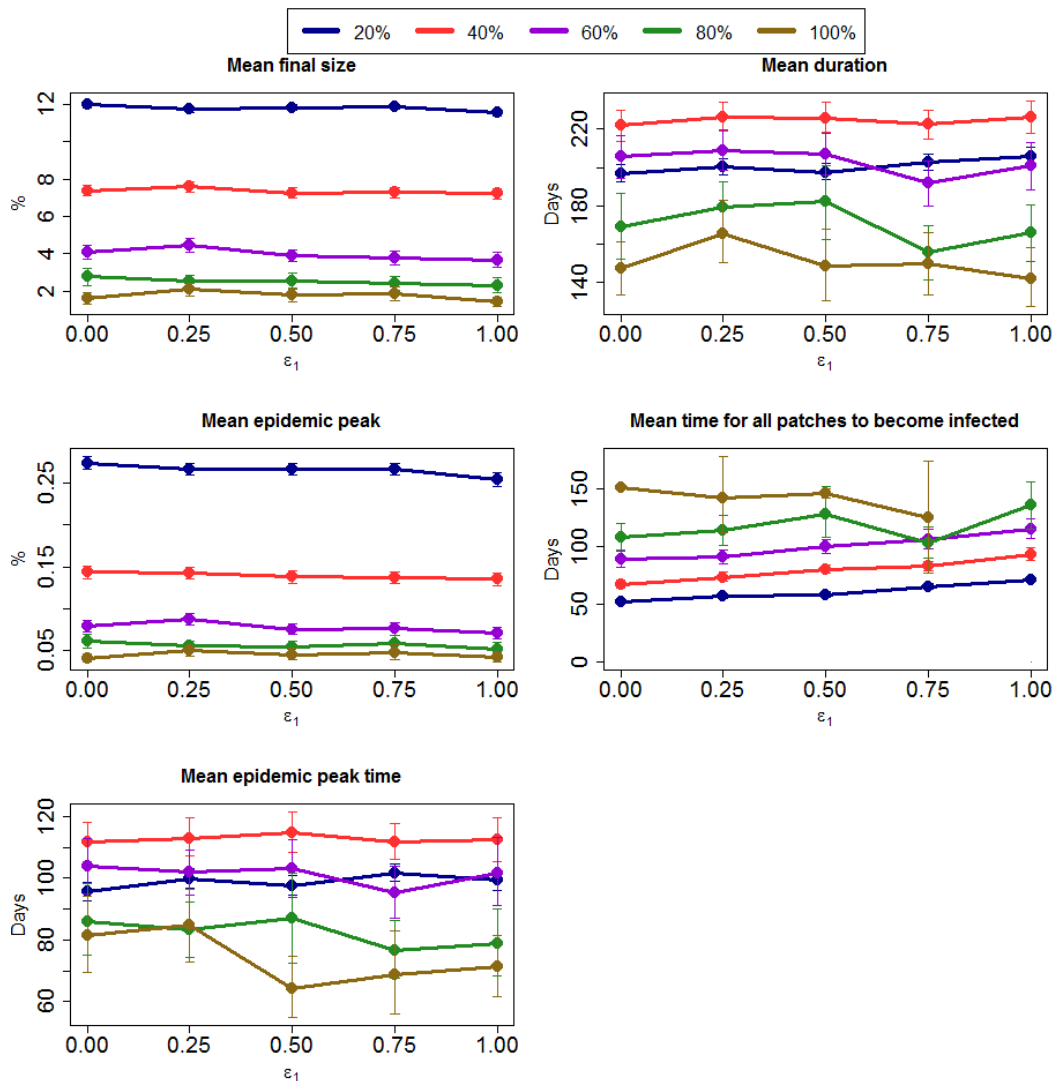 20% 40% 60% 80% 100%
Mean final size
%
12
8
6
4
2
0.00 0.25 0.50 0.75 1.00
ε1
Mean duration
Days
220
180
140
0.00 0.25 0.50 0.75 1.00
ε1
Mean epidemic peak
%
0.25
0.15
0.05
0.00 0.25 0.50 0.75 1.00
ε1
Mean time for all patches to become infected
Days
150
100
50
0
0.00 0.25 0.50 0.75 1.00
ε1
Mean epidemic peak time
Days
120
100
80
60
0.00 0.25 0.50 0.75 1.00
ε1